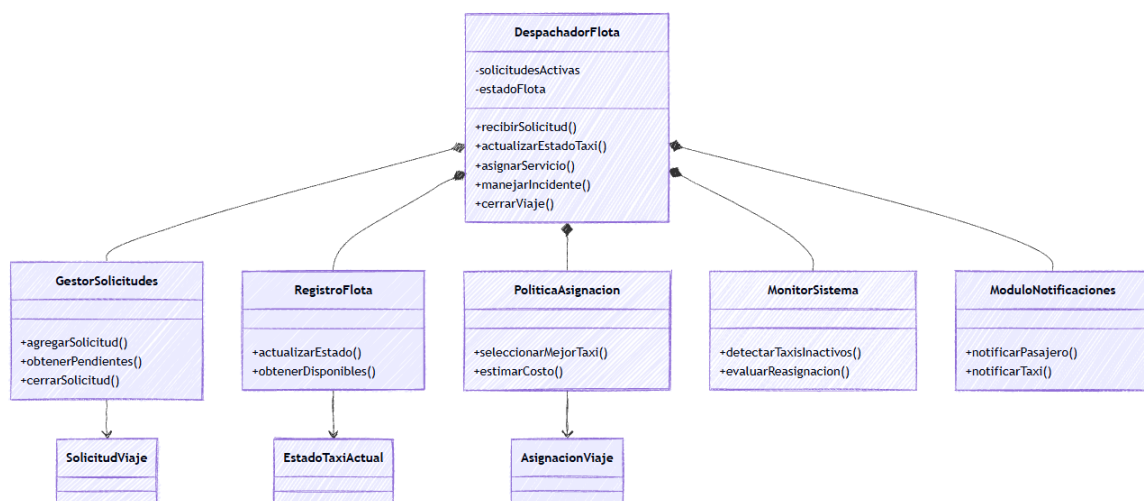 DespachadorFlota
-solicitudesActivas
-estadoFlota
+recibirSolicitud()
+actualizarEstadoTaxi()
+asignarServicio()
+manejarIncidente()
+cerrarViaje()
GestorSolicitudes
+agregarSolicitud()
+obtenerPendientes()
+cerrarSolicitud()
RegistroFlota
+actualizarEstado()
+obtenerDisponibles()
PoliticaAsignacion
+seleccionarMejorTaxi()
+estimarCosto()
MonitorSistema
+detectarTaxisInactivos()
+evaluarReasignacion()
ModuloNotificaciones
+notificarPasajero()
+notificarTaxi()
SolicitudViaje
EstadoTaxiActual
AsignacionViaje